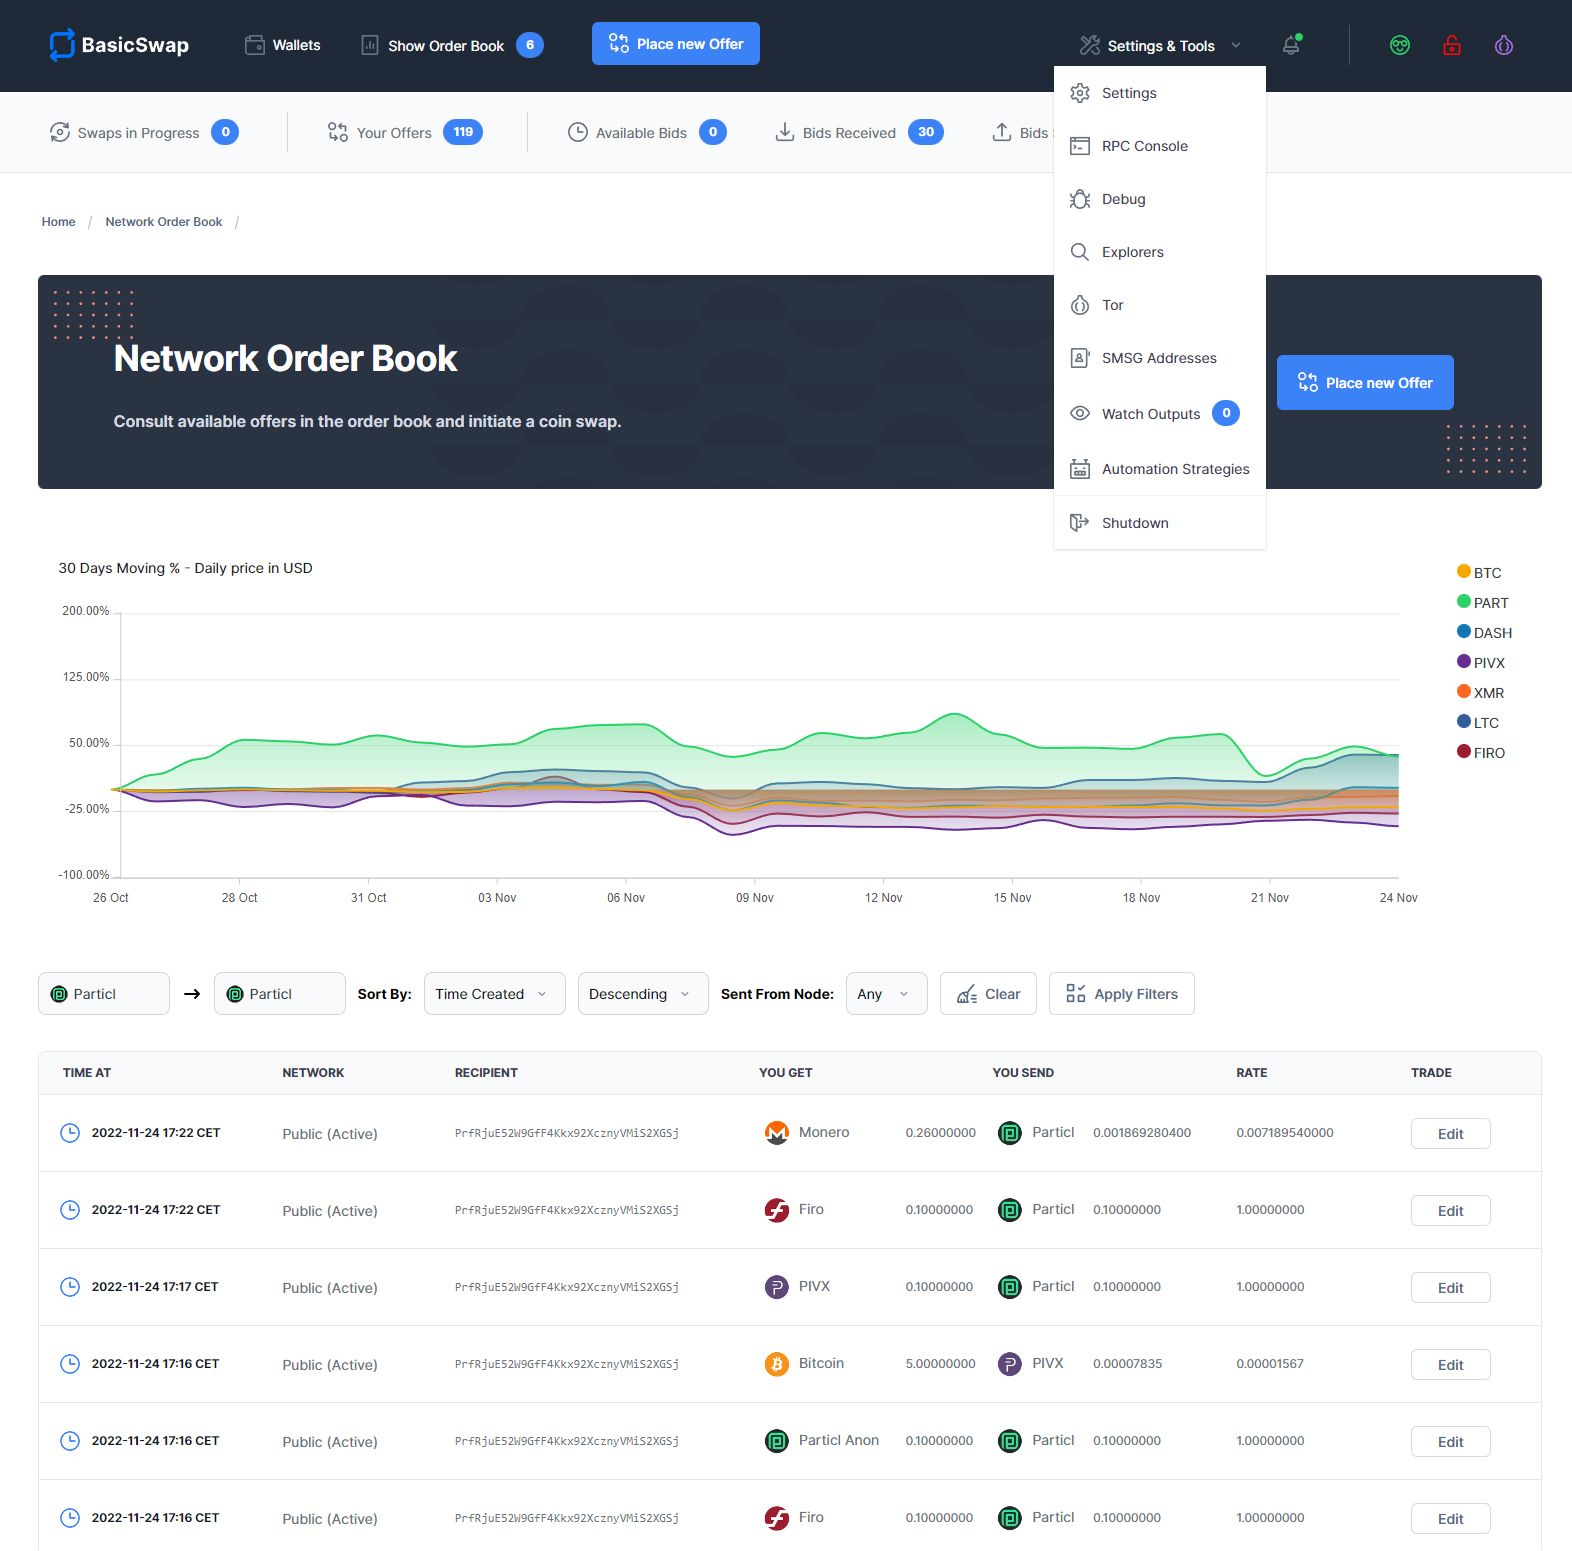 BasicSwap Wallets Show Order Book 6 Place new Offer Settings & Tools
Swaps in Progress 0 Your Offers 119 Available Bids 0 Bids Received 30 Bids
Settings
RPC Console
Debug
Explorers
Tor
SMSG Addresses
Watch Outputs 0
Automation Strategies
Shutdown
Home / Network Order Book /
Network Order Book
Consult available offers in the order book and initiate a coin swap.
Place new Offer
30 Days Moving % - Daily price in USD
200.00%
125.00%
50.00%
-25.00%
-100.00%
26 Oct 28 Oct 31 Oct 03 Nov 06 Nov 09 Nov 12 Nov 15 Nov 18 Nov 21 Nov 24 Nov
BTC
PART
DASH
PIVX
XMR
LTC
FIRO
Particl → Particl Sort By: Time Created Descending Sent From Node: Any Clear Apply Filters
TIME AT NETWORK RECIPIENT YOU GET YOU SEND RATE TRADE
2022-11-24 17:22 CET Public (Active) PrfRjuE52W9GfF4Kkx92XcznyVMiS2XGSj Monero 0.26000000 Particl 0.001869280400 0.007189540000 Edit
2022-11-24 17:22 CET Public (Active) PrfRjuE52W9GfF4Kkx92XcznyVMiS2XGSj Firo 0.10000000 Particl 0.10000000 1.00000000 Edit
2022-11-24 17:17 CET Public (Active) PrfRjuE52W9GfF4Kkx92XcznyVMiS2XGSj PIVX 0.10000000 Particl 0.10000000 1.00000000 Edit
2022-11-24 17:16 CET Public (Active) PrfRjuE52W9GfF4Kkx92XcznyVMiS2XGSj Bitcoin 5.00000000 PIVX 0.00007835 0.00001567 Edit
2022-11-24 17:16 CET Public (Active) PrfRjuE52W9GfF4Kkx92XcznyVMiS2XGSj Particl Anon 0.10000000 Particl 0.10000000 1.00000000 Edit
2022-11-24 17:16 CET Public (Active) PrfRjuE52W9GfF4Kkx92XcznyVMiS2XGSj Firo 0.10000000 Particl 0.10000000 1.00000000 Edit